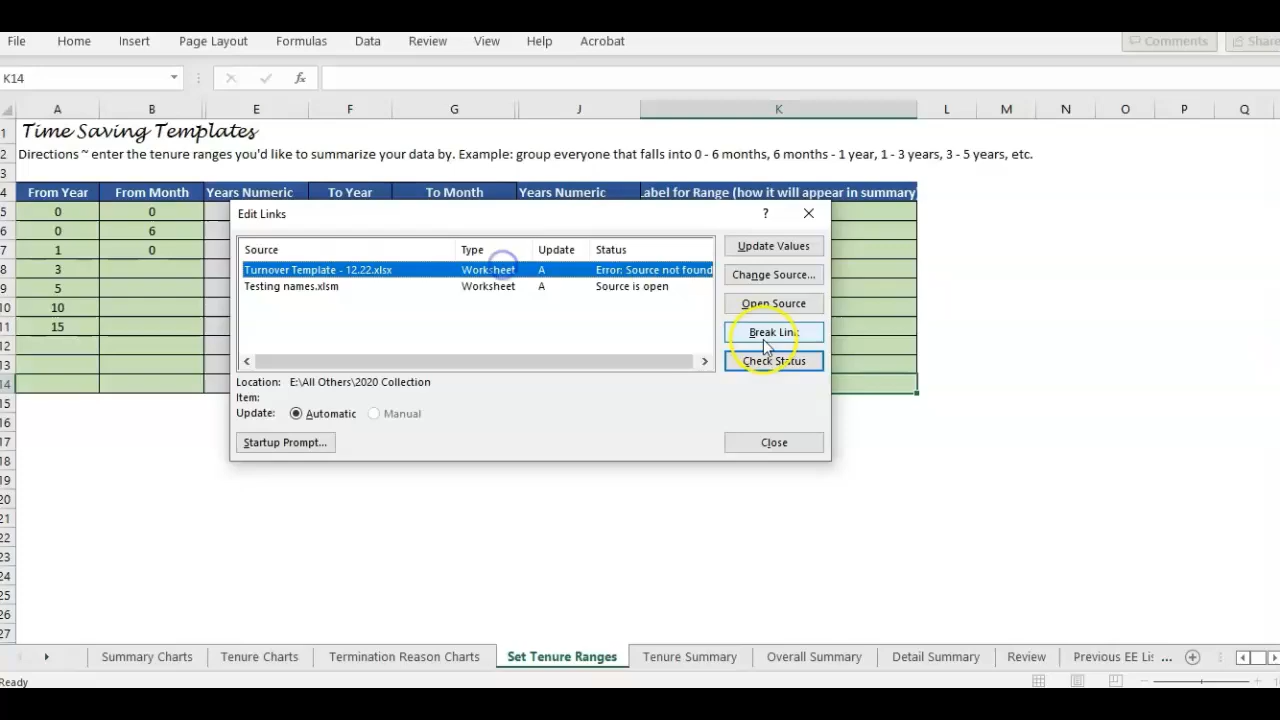 File Home Insert Page Layout Formulas Data Review View Help Acrobat Comments Share
K14 fx
A B E F G J K L M N O P Q
1 Time Saving Templates
2 Directions ~ enter the tenure ranges you'd like to summarize your data by. Example: group everyone that falls into 0 - 6 months, 6 months - 1 year, 1 - 3 years, 3 - 5 years, etc.
3
4 From Year From Month Years Numeric To Year To Month Years Numeric Label for Range (how it will appear in summary)
5 0 0
6 0 6
7 1 0
8 3
9 5
10 10
11 15
12
13
14
15
16
17
18
19
20
21
22
23
24
25
26
27
Edit Links ?
Source Type Update Status
Turnover Template - 12.22.xlsx Worksheet A Error: Source not found
Testing names.xlsm Worksheet A Source is open
Update Values
Change Source...
Open Source
Break Link
Check Status
Location: E:\All Others\2020 Collection
Item:
Update: Automatic Manual
Startup Prompt... Close
Summary Charts Tenure Charts Termination Reason Charts Set Tenure Ranges Tenure Summary Overall Summary Detail Summary Review Previous EE Lis ...
Ready